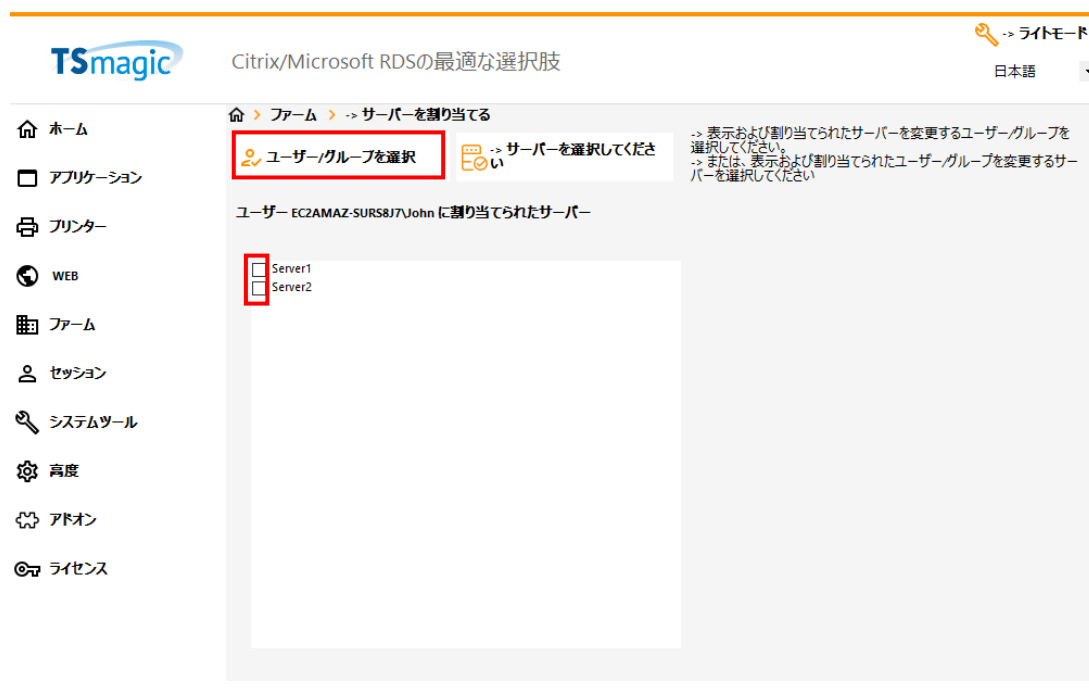 -> ライトモード
TSmagic
Citrix/Microsoft RDSの最適な選択肢
日本語
ファーム > -> サーバーを割り当てる
ホーム
アプリケーション
プリンター
WEB
ファーム
セッション
システムツール
高度
アドオン
ライセンス
ユーザー/グループを選択
-> サーバーを選択してくださ
い
-> 表示および割り当てられたサーバーを変更するユーザー/グループを
選択してください。
-> または、表示および割り当てられたユーザー/グループを変更するサー
バーを選択してください
ユーザー EC2AMAZ-SURS8J7\John に割り当てられたサーバー
Server1
Server2